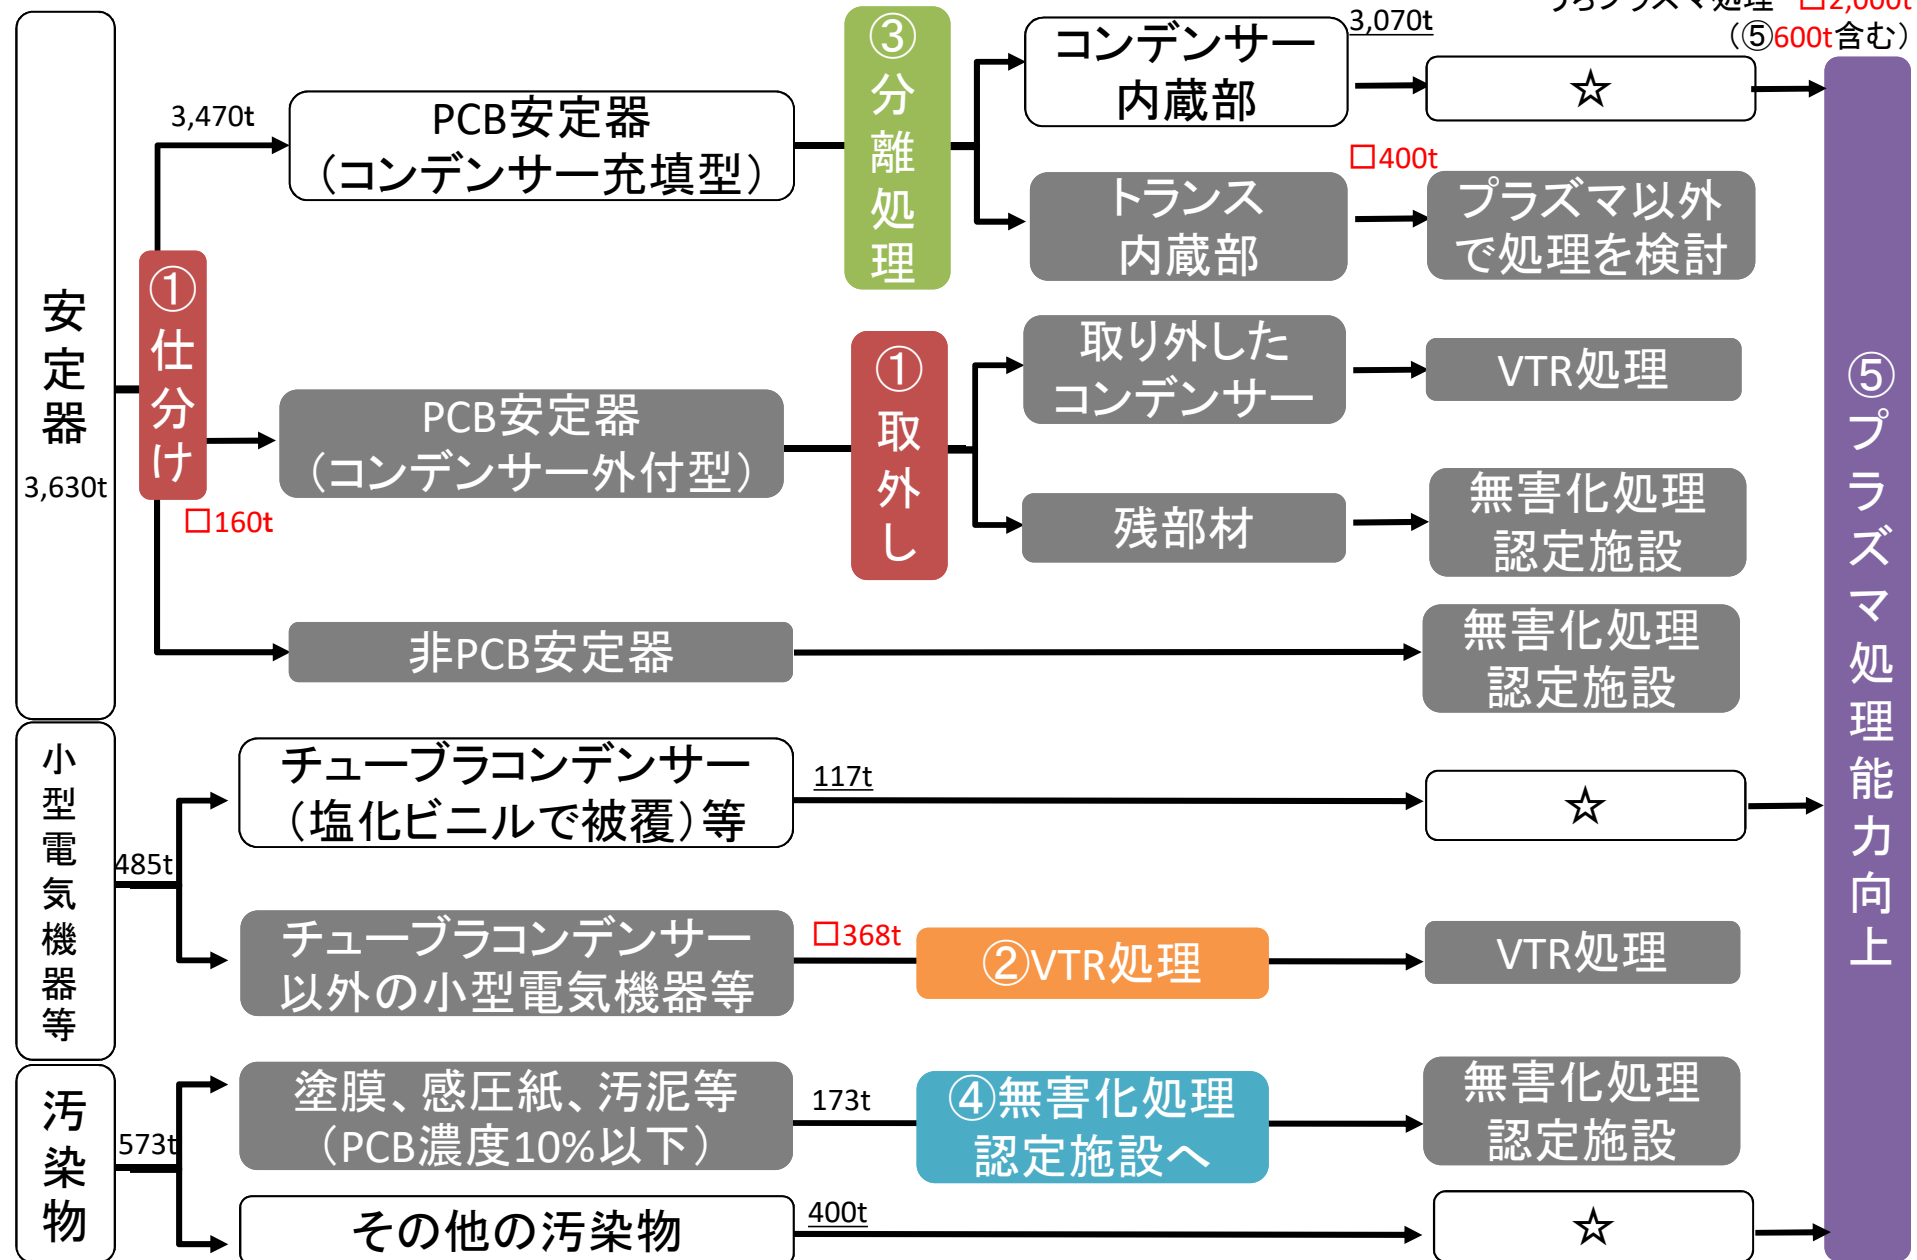 うちプラズマ処理 □2,000t
（⑤600t含む）
安定器
3,630t
①仕分け
3,470t
PCB安定器
（コンデンサー充填型）
③分離処理
コンデンサー
内蔵部
3,070t
☆
トランス
内蔵部
□400t
プラズマ以外
で処理を検討
□160t
PCB安定器
（コンデンサー外付型）
①取外し
取り外した
コンデンサー
VTR処理
残部材
無害化処理
認定施設
非PCB安定器
無害化処理
認定施設
小型電気機器等
485t
チューブラコンデンサー
（塩化ビニルで被覆）等
117t
☆
チューブラコンデンサー
以外の小型電気機器等
□368t
②VTR処理
VTR処理
汚染物
573t
塗膜、感圧紙、汚泥等
（PCB濃度10%以下）
173t
④無害化処理
認定施設へ
無害化処理
認定施設
その他の汚染物
400t
☆
⑤プラズマ処理能力向上